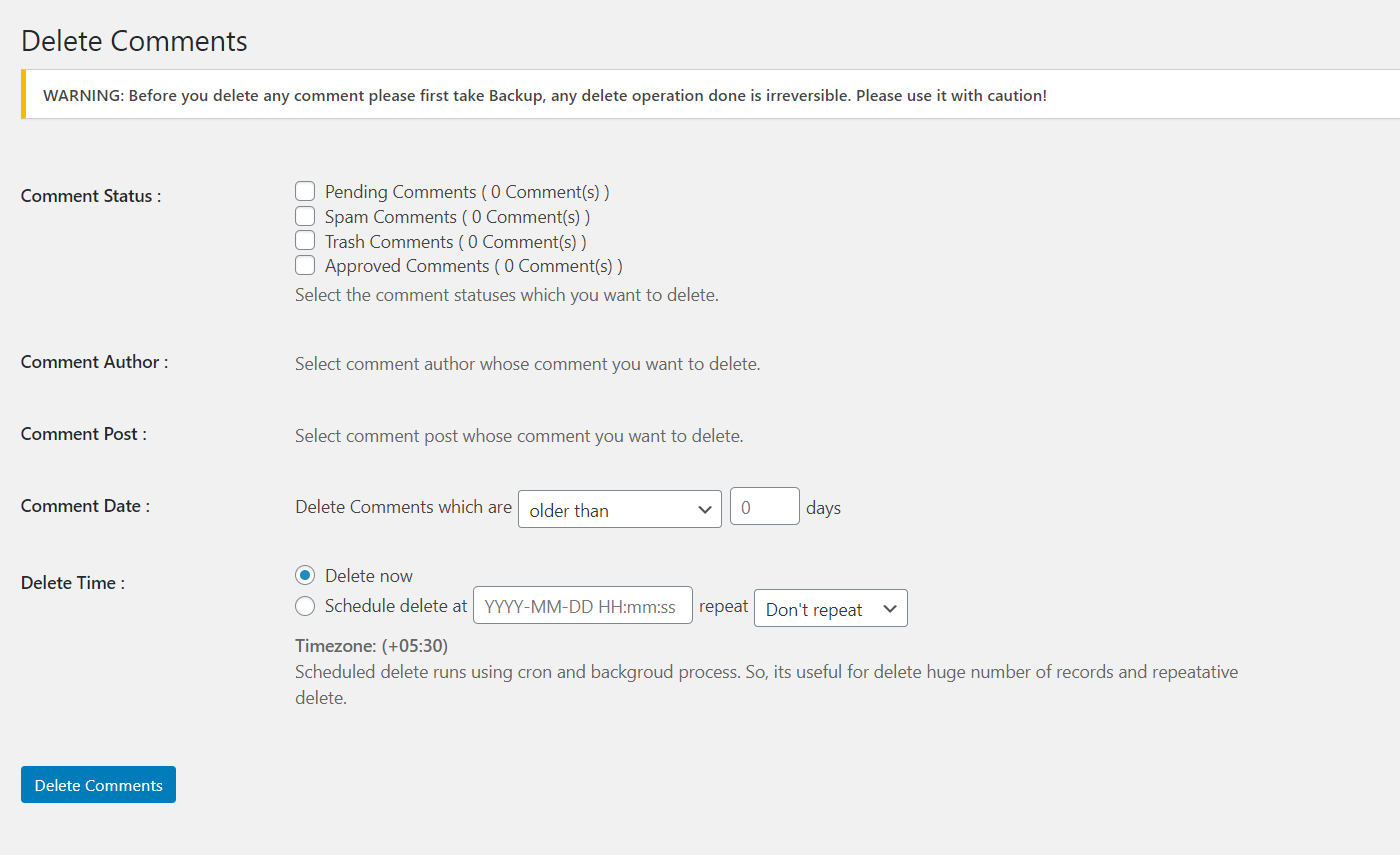 Delete Comments
WARNING: Before you delete any comment please first take Backup, any delete operation done is irreversible. Please use it with caution!
Comment Status :
Pending Comments ( 0 Comment(s) )
Spam Comments ( 0 Comment(s) )
Trash Comments ( 0 Comment(s) )
Approved Comments ( 0 Comment(s) )
Select the comment statuses which you want to delete.
Comment Author :
Select comment author whose comment you want to delete.
Comment Post :
Select comment post whose comment you want to delete.
Comment Date :
Delete Comments which are older than 0 days
Delete Time :
Delete now
Schedule delete at YYYY-MM-DD HH:mm:ss repeat Don't repeat
Timezone: (+05:30)
Scheduled delete runs using cron and backgroud process. So, its useful for delete huge number of records and repeatative
delete.
Delete Comments